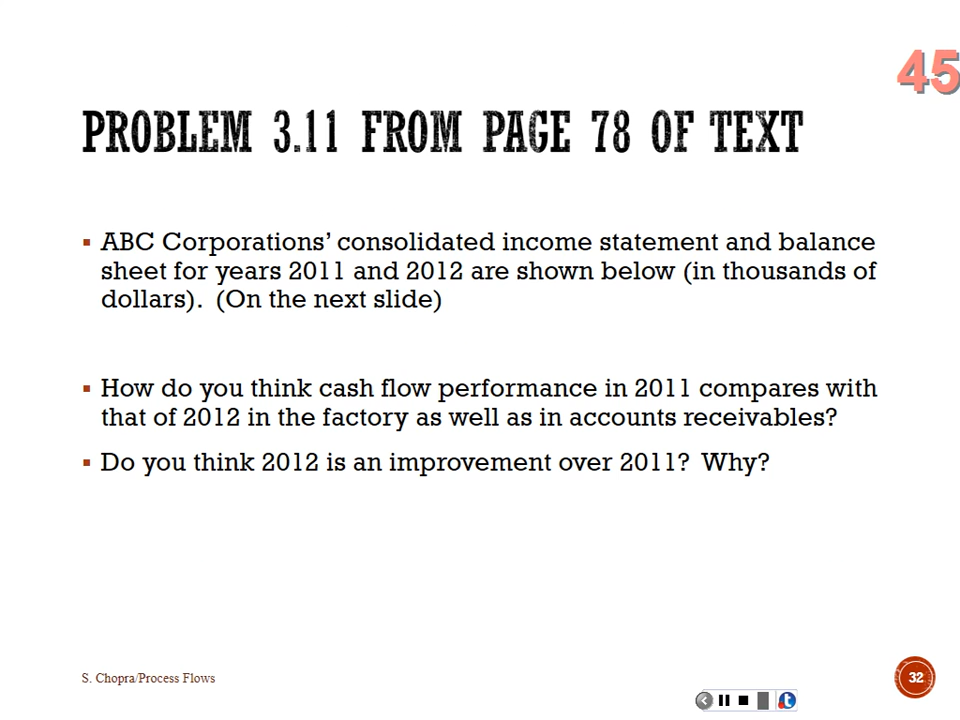 45
PROBLEM 3.11 FROM PAGE 78 OF TEXT
▪ ABC Corporations’ consolidated income statement and balance
sheet for years 2011 and 2012 are shown below (in thousands of
dollars). (On the next slide)
▪ How do you think cash flow performance in 2011 compares with
that of 2012 in the factory as well as in accounts receivables?
▪ Do you think 2012 is an improvement over 2011? Why?
S. Chopra/Process Flows
32
t